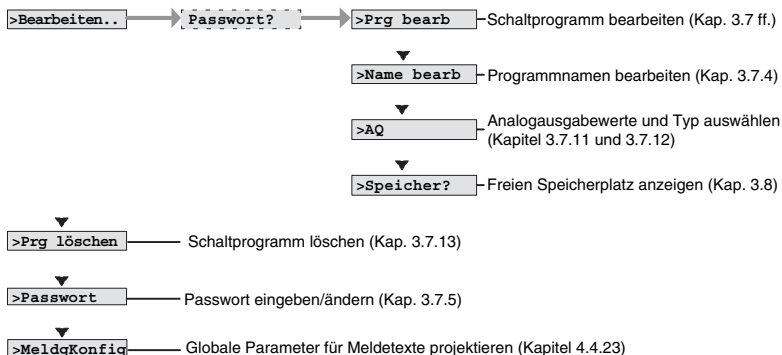 >Bearbeiten.. Passwort? >Prg bearb Schaltprogramm bearbeiten (Kap. 3.7 ff.)
>Name bearb Programmnamen bearbeiten (Kap. 3.7.4)
>AQ Analogausgabewerte und Typ auswählen
(Kapitel 3.7.11 und 3.7.12)
>Speicher? Freien Speicherplatz anzeigen (Kap. 3.8)
>Prg löschen Schaltprogramm löschen (Kap. 3.7.13)
>Passwort Passwort eingeben/ändern (Kap. 3.7.5)
>MeldgKonfig Globale Parameter für Meldetexte projektieren (Kapitel 4.4.23)